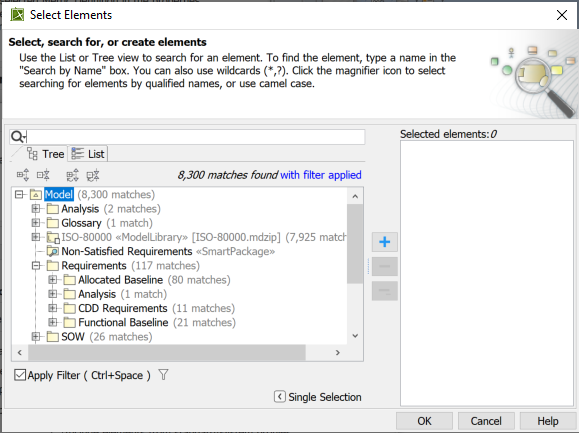 Select Elements
Select, search for, or create elements
Use the List or Tree view to search for an element. To find the element, type a name in the
"Search by Name" box. You can also use wildcards (*,?). Click the magnifier icon to select
searching for elements by qualified names, or use camel case.
Selected elements:0
Tree List
8,300 matches found with filter applied
Model (8,300 matches)
Analysis (2 matches)
Glossary (1 match)
ISO-80000 «ModelLibrary» [ISO-80000.mdzip] (7,925 match
Non-Satisfied Requirements «SmartPackage»
Requirements (117 matches)
Allocated Baseline (80 matches)
Analysis (1 match)
CDD Requirements (11 matches)
Functional Baseline (21 matches)
SOW (26 matches)
Apply Filter ( Ctrl+Space )
Single Selection
OK Cancel Help